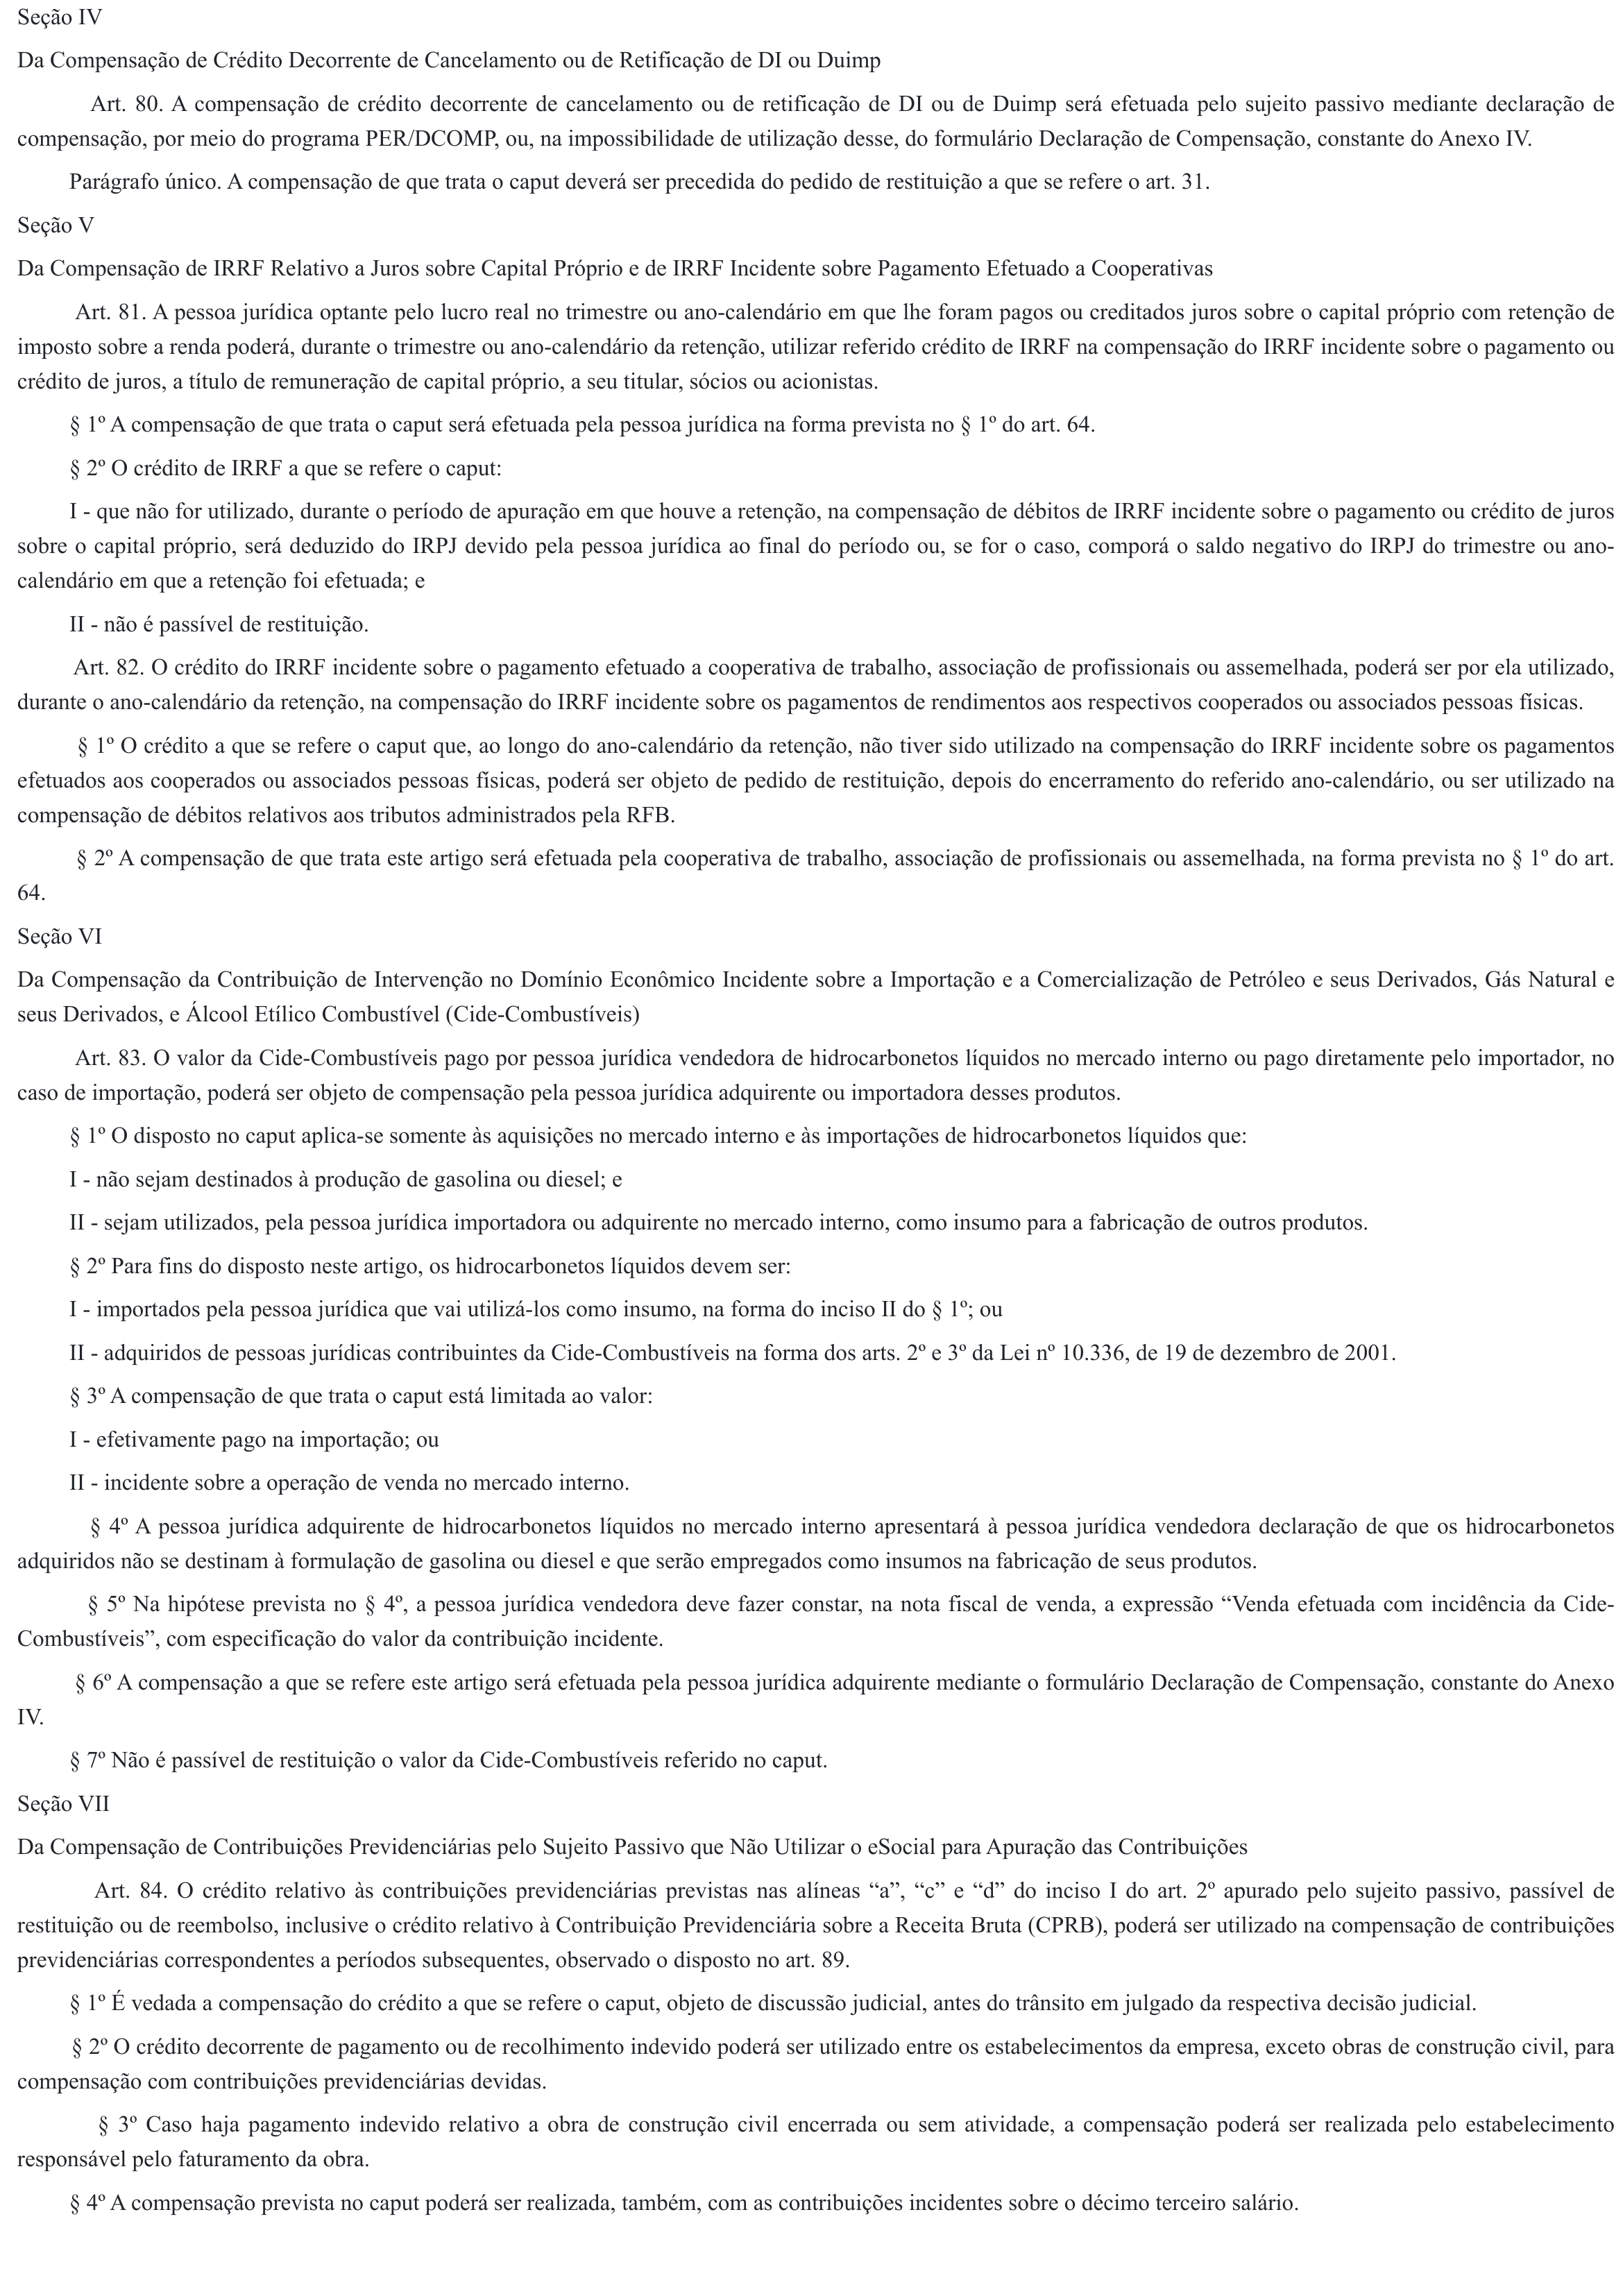 Seção IV
Da Compensação de Crédito Decorrente de Cancelamento ou de Retificação de DI ou Duimp
Art. 80. A compensação de crédito decorrente de cancelamento ou de retificação de DI ou de Duimp será efetuada pelo sujeito passivo mediante declaração de
compensação, por meio do programa PER/DCOMP, ou, na impossibilidade de utilização desse, do formulário Declaração de Compensação, constante do Anexo IV.
Parágrafo único. A compensação de que trata o caput deverá ser precedida do pedido de restituição a que se refere o art. 31.
Seção V
Da Compensação de IRRF Relativo a Juros sobre Capital Próprio e de IRRF Incidente sobre Pagamento Efetuado a Cooperativas
Art. 81. A pessoa jurídica optante pelo lucro real no trimestre ou ano-calendário em que lhe foram pagos ou creditados juros sobre o capital próprio com retenção de
imposto sobre a renda poderá, durante o trimestre ou ano-calendário da retenção, utilizar referido crédito de IRRF na compensação do IRRF incidente sobre o pagamento ou
crédito de juros, a título de remuneração de capital próprio, a seu titular, sócios ou acionistas.
§ 1º A compensação de que trata o caput será efetuada pela pessoa jurídica na forma prevista no § 1º do art. 64.
§ 2º O crédito de IRRF a que se refere o caput:
I - que não for utilizado, durante o período de apuração em que houve a retenção, na compensação de débitos de IRRF incidente sobre o pagamento ou crédito de juros
sobre o capital próprio, será deduzido do IRPJ devido pela pessoa jurídica ao final do período ou, se for o caso, comporá o saldo negativo do IRPJ do trimestre ou ano-
calendário em que a retenção foi efetuada; e
II - não é passível de restituição.
Art. 82. O crédito do IRRF incidente sobre o pagamento efetuado a cooperativa de trabalho, associação de profissionais ou assemelhada, poderá ser por ela utilizado,
durante o ano-calendário da retenção, na compensação do IRRF incidente sobre os pagamentos de rendimentos aos respectivos cooperados ou associados pessoas físicas.
§ 1º O crédito a que se refere o caput que, ao longo do ano-calendário da retenção, não tiver sido utilizado na compensação do IRRF incidente sobre os pagamentos
efetuados aos cooperados ou associados pessoas físicas, poderá ser objeto de pedido de restituição, depois do encerramento do referido ano-calendário, ou ser utilizado na
compensação de débitos relativos aos tributos administrados pela RFB.
§ 2º A compensação de que trata este artigo será efetuada pela cooperativa de trabalho, associação de profissionais ou assemelhada, na forma prevista no § 1º do art.
64.
Seção VI
Da Compensação da Contribuição de Intervenção no Domínio Econômico Incidente sobre a Importação e a Comercialização de Petróleo e seus Derivados, Gás Natural e
seus Derivados, e Álcool Etílico Combustível (Cide-Combustíveis)
Art. 83. O valor da Cide-Combustíveis pago por pessoa jurídica vendedora de hidrocarbonetos líquidos no mercado interno ou pago diretamente pelo importador, no
caso de importação, poderá ser objeto de compensação pela pessoa jurídica adquirente ou importadora desses produtos.
§ 1º O disposto no caput aplica-se somente às aquisições no mercado interno e às importações de hidrocarbonetos líquidos que:
I - não sejam destinados à produção de gasolina ou diesel; e
II - sejam utilizados, pela pessoa jurídica importadora ou adquirente no mercado interno, como insumo para a fabricação de outros produtos.
§ 2º Para fins do disposto neste artigo, os hidrocarbonetos líquidos devem ser:
I - importados pela pessoa jurídica que vai utilizá-los como insumo, na forma do inciso II do § 1º; ou
II - adquiridos de pessoas jurídicas contribuintes da Cide-Combustíveis na forma dos arts. 2º e 3º da Lei nº 10.336, de 19 de dezembro de 2001.
§ 3º A compensação de que trata o caput está limitada ao valor:
I - efetivamente pago na importação; ou
II - incidente sobre a operação de venda no mercado interno.
§ 4º A pessoa jurídica adquirente de hidrocarbonetos líquidos no mercado interno apresentará à pessoa jurídica vendedora declaração de que os hidrocarbonetos
adquiridos não se destinam à formulação de gasolina ou diesel e que serão empregados como insumos na fabricação de seus produtos.
§ 5º Na hipótese prevista no § 4º, a pessoa jurídica vendedora deve fazer constar, na nota fiscal de venda, a expressão “Venda efetuada com incidência da Cide-
Combustíveis”, com especificação do valor da contribuição incidente.
§ 6º A compensação a que se refere este artigo será efetuada pela pessoa jurídica adquirente mediante o formulário Declaração de Compensação, constante do Anexo
IV.
§ 7º Não é passível de restituição o valor da Cide-Combustíveis referido no caput.
Seção VII
Da Compensação de Contribuições Previdenciárias pelo Sujeito Passivo que Não Utilizar o eSocial para Apuração das Contribuições
Art. 84. O crédito relativo às contribuições previdenciárias previstas nas alíneas “a”, “c” e “d” do inciso I do art. 2º apurado pelo sujeito passivo, passível de
restituição ou de reembolso, inclusive o crédito relativo à Contribuição Previdenciária sobre a Receita Bruta (CPRB), poderá ser utilizado na compensação de contribuições
previdenciárias correspondentes a períodos subsequentes, observado o disposto no art. 89.
§ 1º É vedada a compensação do crédito a que se refere o caput, objeto de discussão judicial, antes do trânsito em julgado da respectiva decisão judicial.
§ 2º O crédito decorrente de pagamento ou de recolhimento indevido poderá ser utilizado entre os estabelecimentos da empresa, exceto obras de construção civil, para
compensação com contribuições previdenciárias devidas.
§ 3º Caso haja pagamento indevido relativo a obra de construção civil encerrada ou sem atividade, a compensação poderá ser realizada pelo estabelecimento
responsável pelo faturamento da obra.
§ 4º A compensação prevista no caput poderá ser realizada, também, com as contribuições incidentes sobre o décimo terceiro salário.